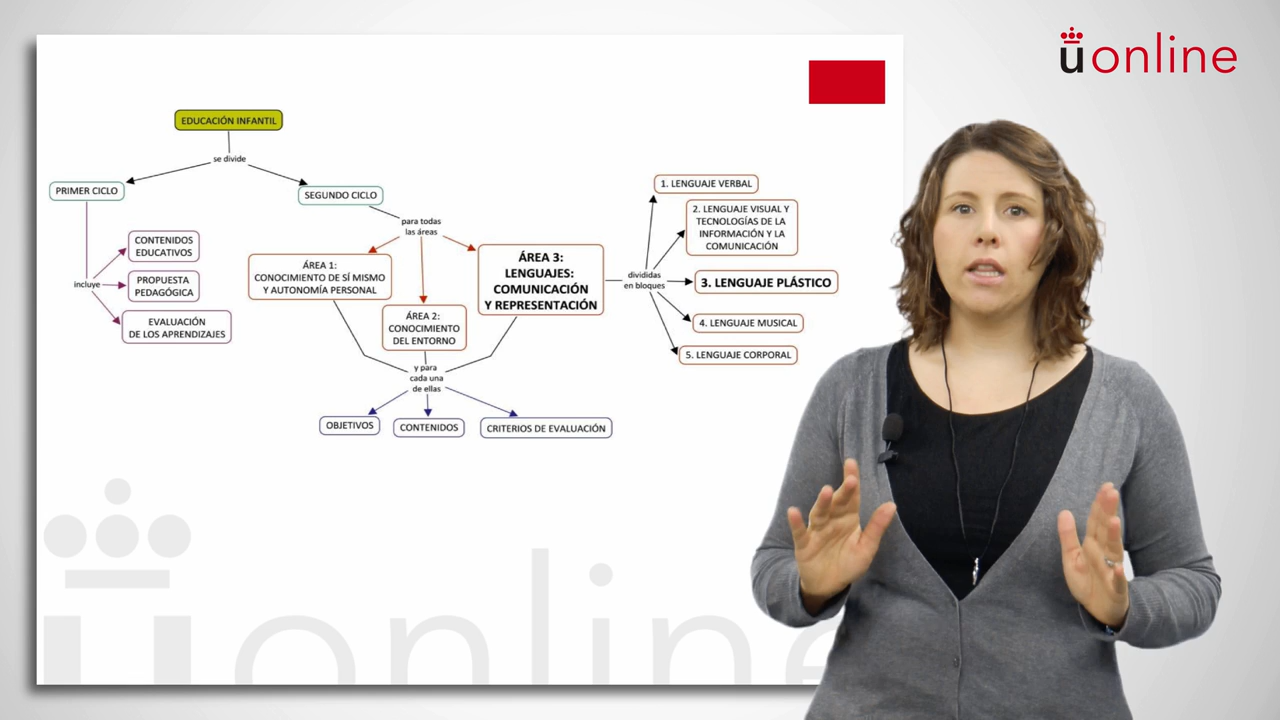 uonline
EDUCACIÓN INFANTIL
se divide
PRIMER CICLO
SEGUNDO CICLO
incluye
CONTENIDOS
EDUCATIVOS
PROPUESTA
PEDAGÓGICA
EVALUACIÓN
DE LOS APRENDIZAJES
para todas
las áreas
ÁREA 1:
CONOCIMIENTO DE SÍ MISMO
Y AUTONOMÍA PERSONAL
ÁREA 2:
CONOCIMIENTO
DEL ENTORNO
ÁREA 3:
LENGUAJES:
COMUNICACIÓN
Y REPRESENTACIÓN
y para
cada una
de ellas
OBJETIVOS
CONTENIDOS
CRITERIOS DE EVALUACIÓN
divididas
en bloques
1. LENGUAJE VERBAL
2. LENGUAJE VISUAL Y
TECNOLOGÍAS DE LA
INFORMACIÓN Y LA
COMUNICACIÓN
3. LENGUAJE PLÁSTICO
4. LENGUAJE MUSICAL
5. LENGUAJE CORPORAL
uonline